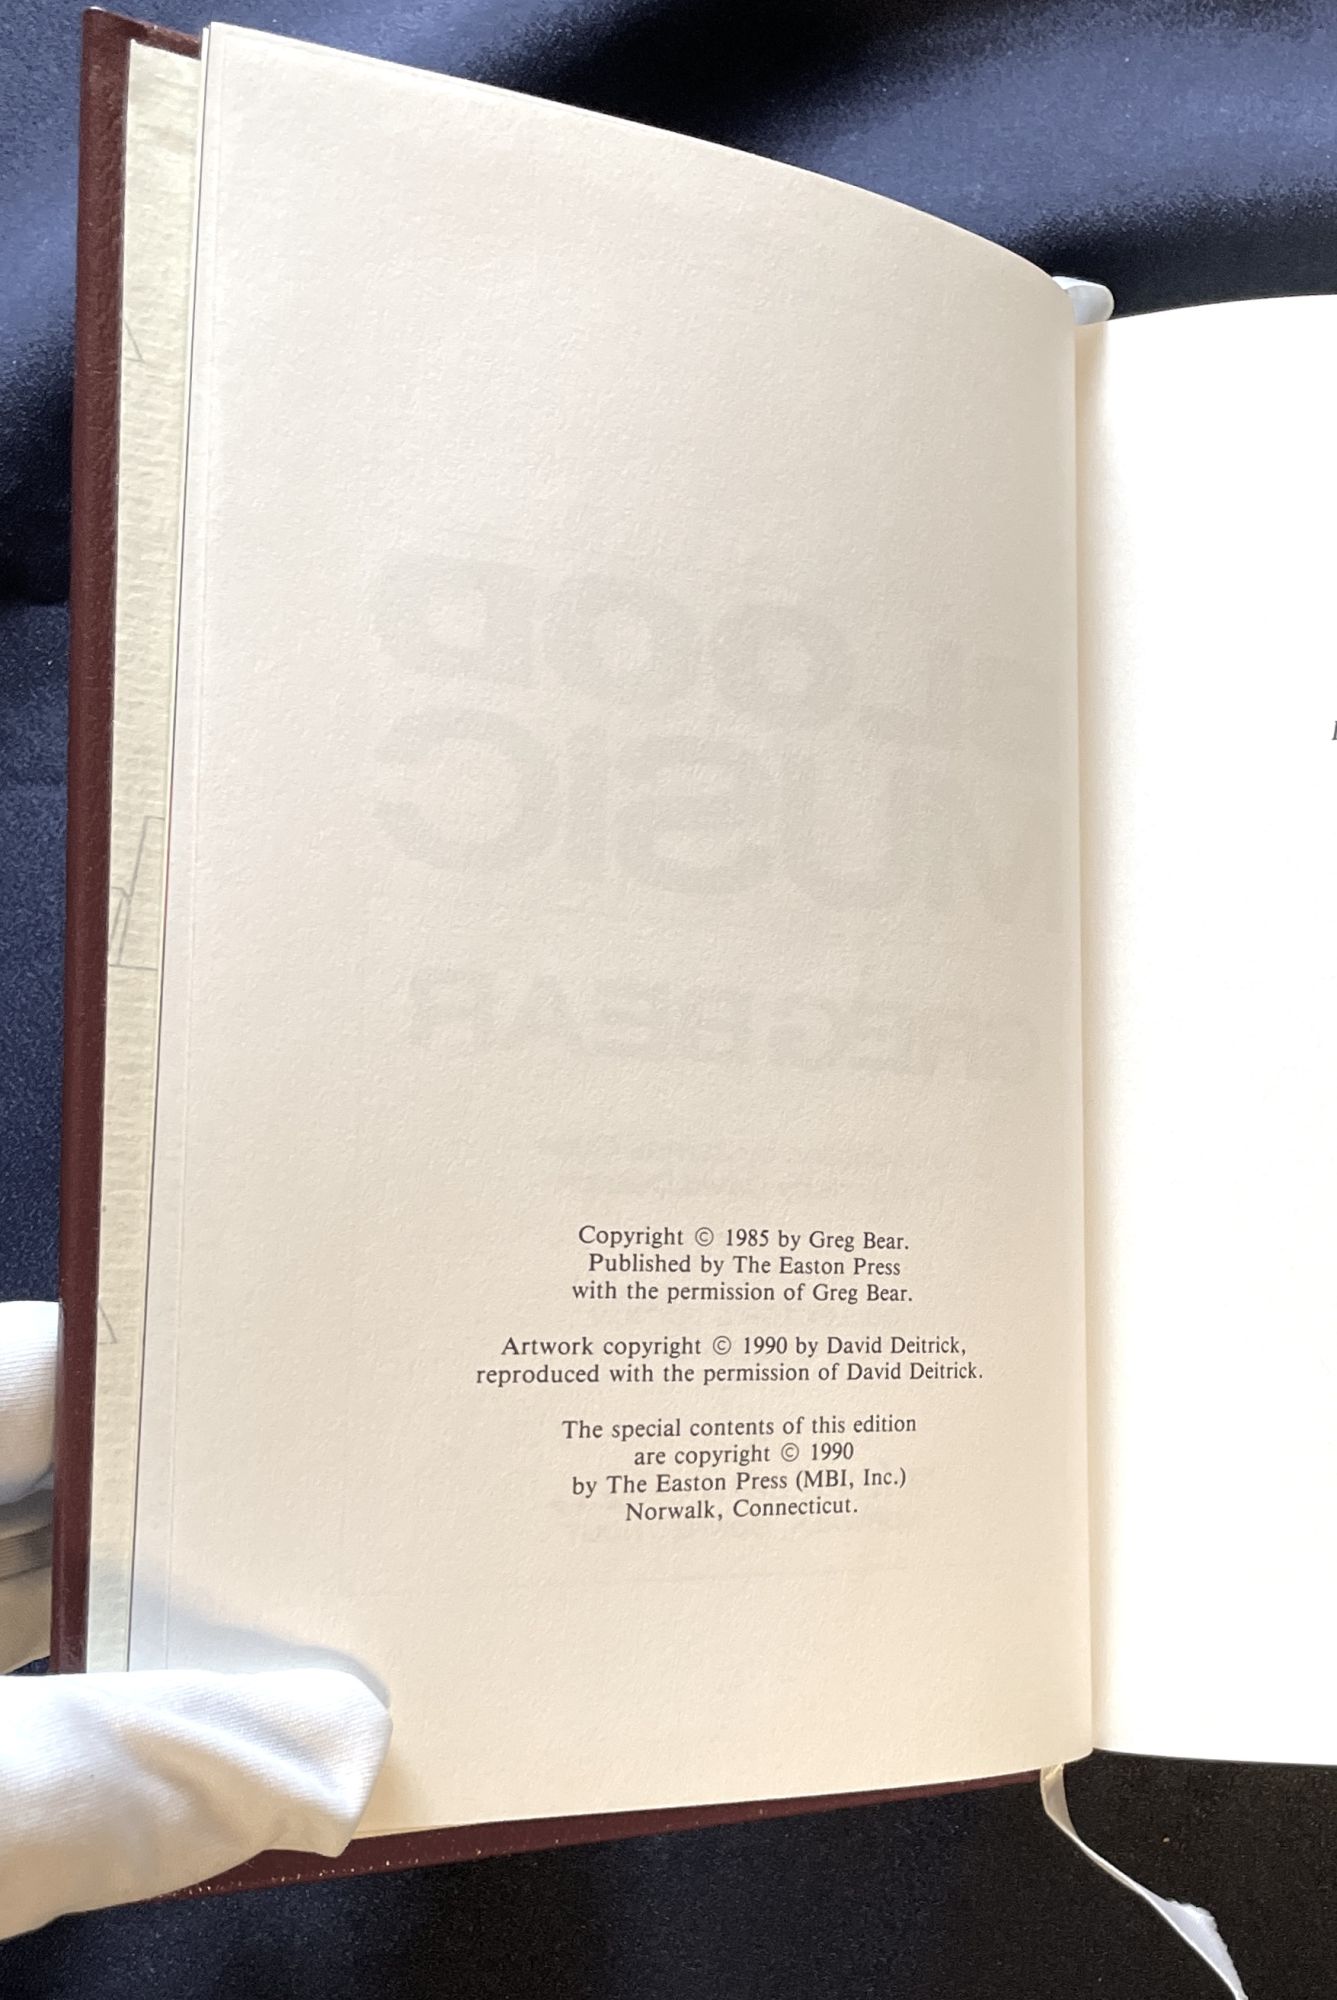 Copyright © 1985 by Greg Bear.
Published by The Easton Press
with the permission of Greg Bear.
Artwork copyright © 1990 by David Deitrick,
reproduced with the permission of David Deitrick.
The special contents of this edition
are copyright © 1990
by The Easton Press (MBI, Inc.)
Norwalk, Connecticut.